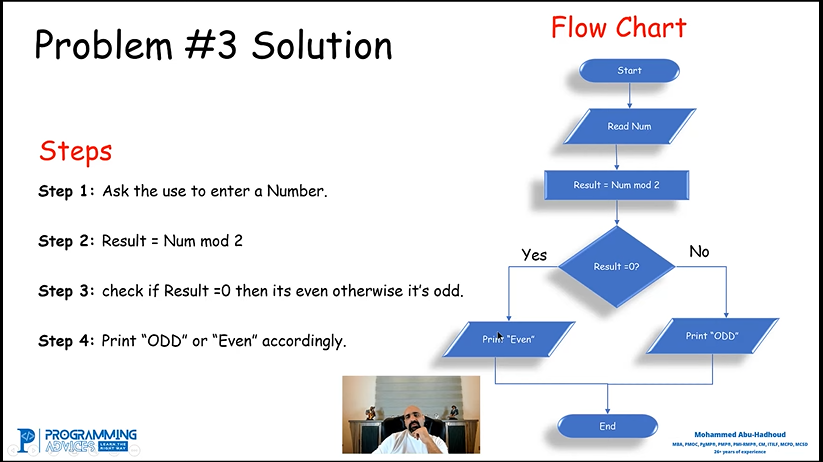 Problem #3 Solution
Flow Chart
Start
Read Num
Result = Num mod 2
Result =0?
Yes
No
Print “Even”
Print “ODD”
End
Steps
Step 1: Ask the use to enter a Number.
Step 2: Result = Num mod 2
Step 3: check if Result =0 then its even otherwise it’s odd.
Step 4: Print “ODD” or “Even” accordingly.
PROGRAMMING
ADVICES LEARN THE
RIGHT WAY
Mohammed Abu-Hadhoud
MBA, PMOC, PgMP®, PMP®, PMI-RMP®, CM, ITILF, MCPD, MCSD
26+ years of experience